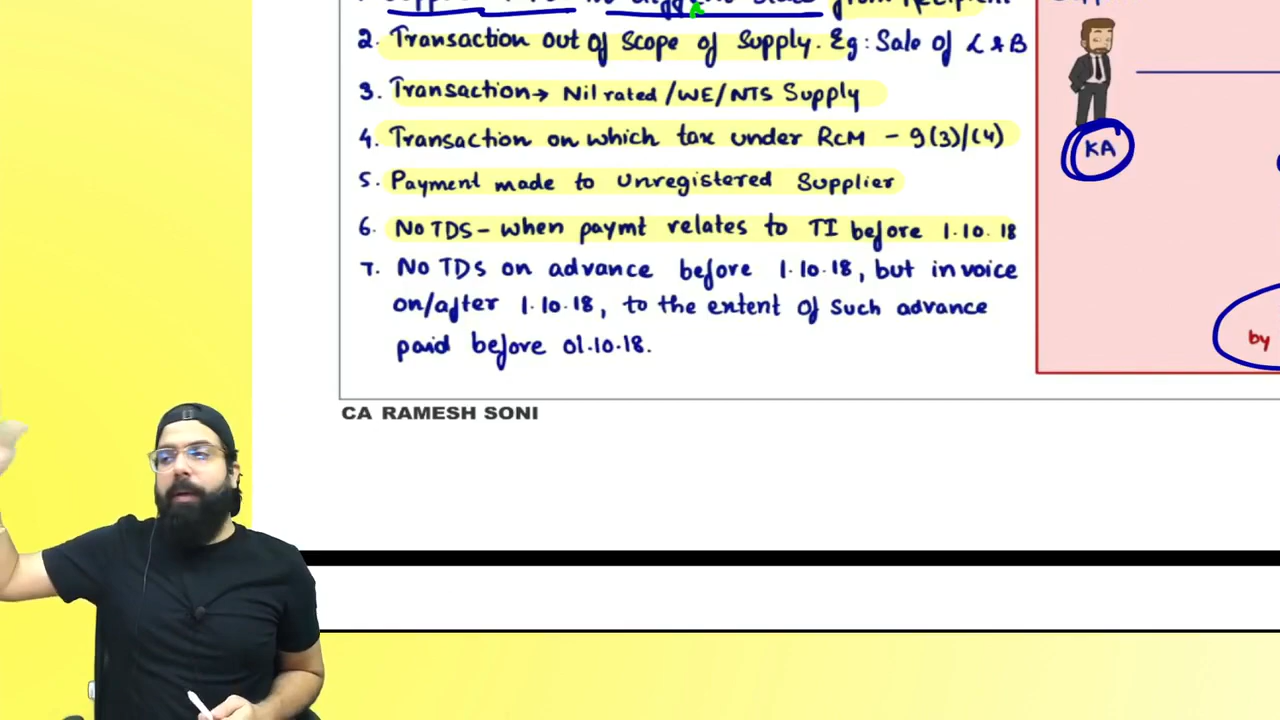 from Recipient
2. Transaction out of scope of supply. Eg: Sale of L & B
3. Transaction → Nil rated/WE/NTS Supply
4. Transaction on which tax under RCM - 9(3)/(4)
5. Payment made to Unregistered Supplier
6. No TDS - when paymt relates to TI before 1.10.18
7. No TDS on advance before 1.10.18, but invoice
on/after 1.10.18, to the extent of such advance
paid before 01.10.18.
KA
by
CA RAMESH SONI